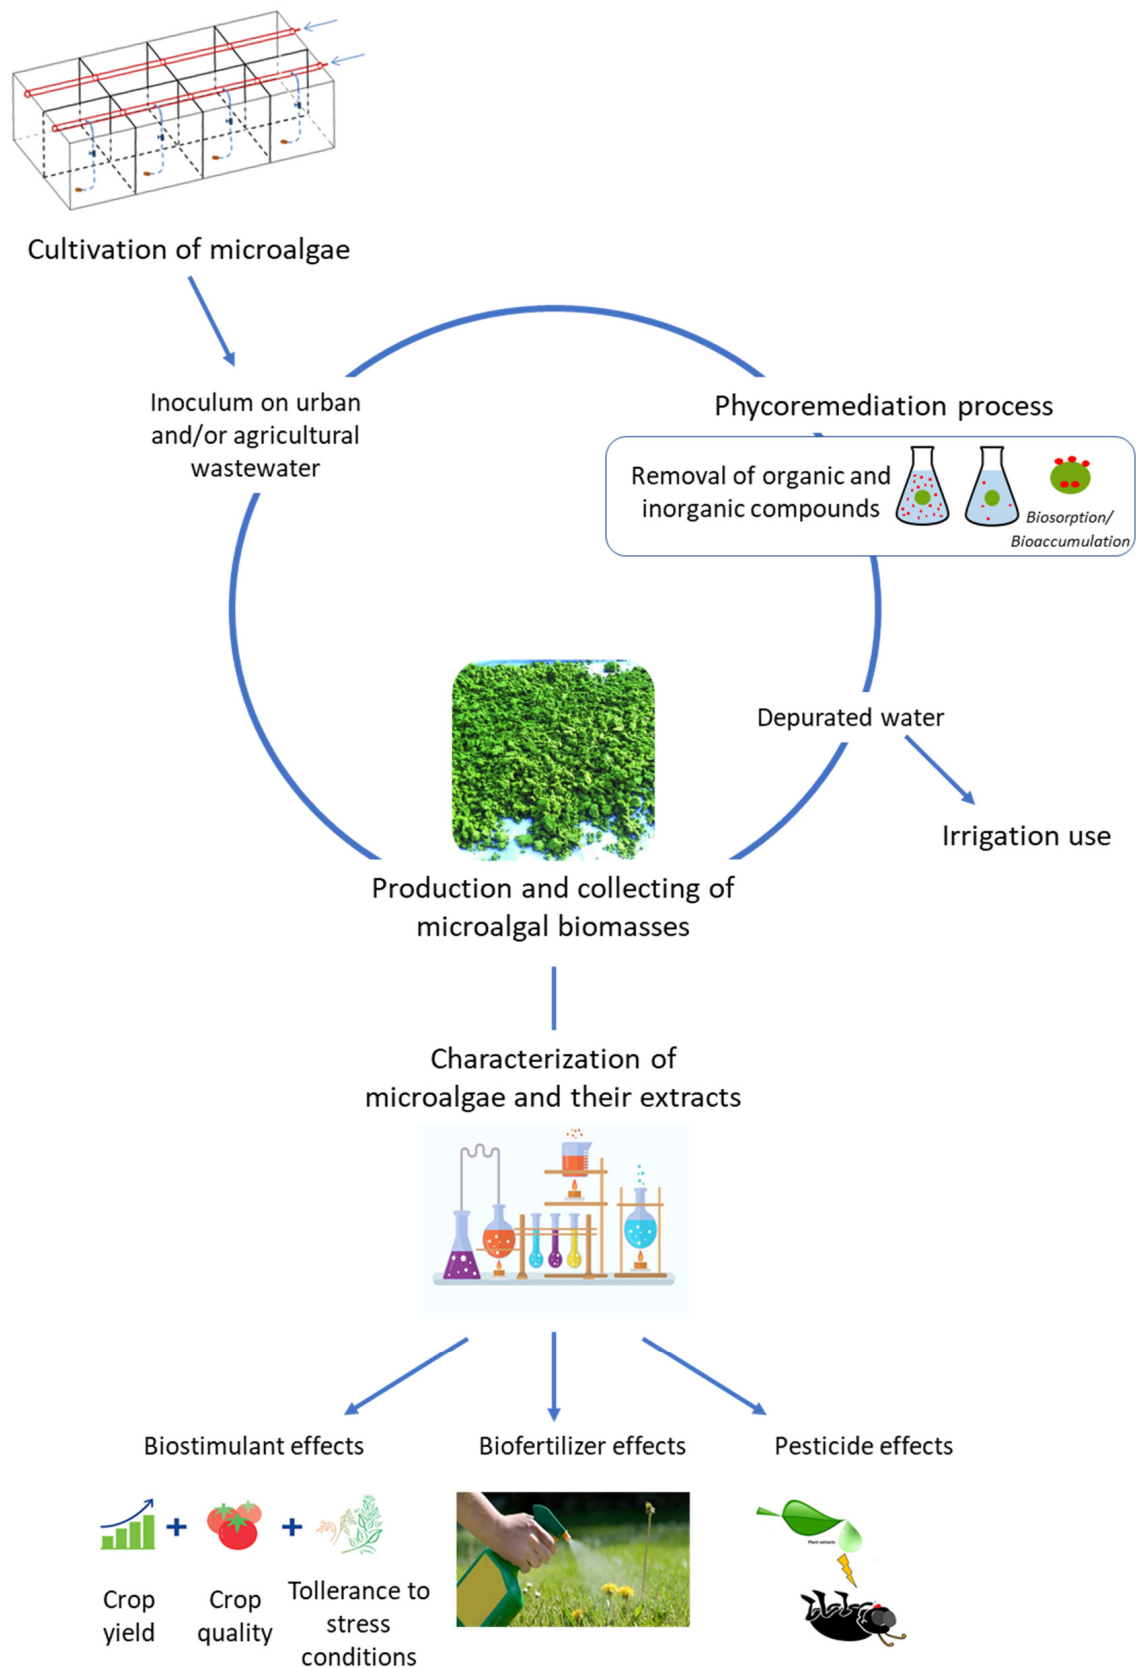 Cultivation of microalgae
Inoculum on urban
and/or agricultural
wastewater
Phycoremediation process
Removal of organic and
inorganic compounds
Biosorption/
Bioaccumulation
Depurated water
Irrigation use
Production and collecting of
microalgal biomasses
Characterization of
microalgae and their extracts
Biostimulant effects
Biofertilizer effects
Pesticide effects
+
+
Plant extracts
Crop
yield
Crop
quality
Tollerance to
stress
conditions